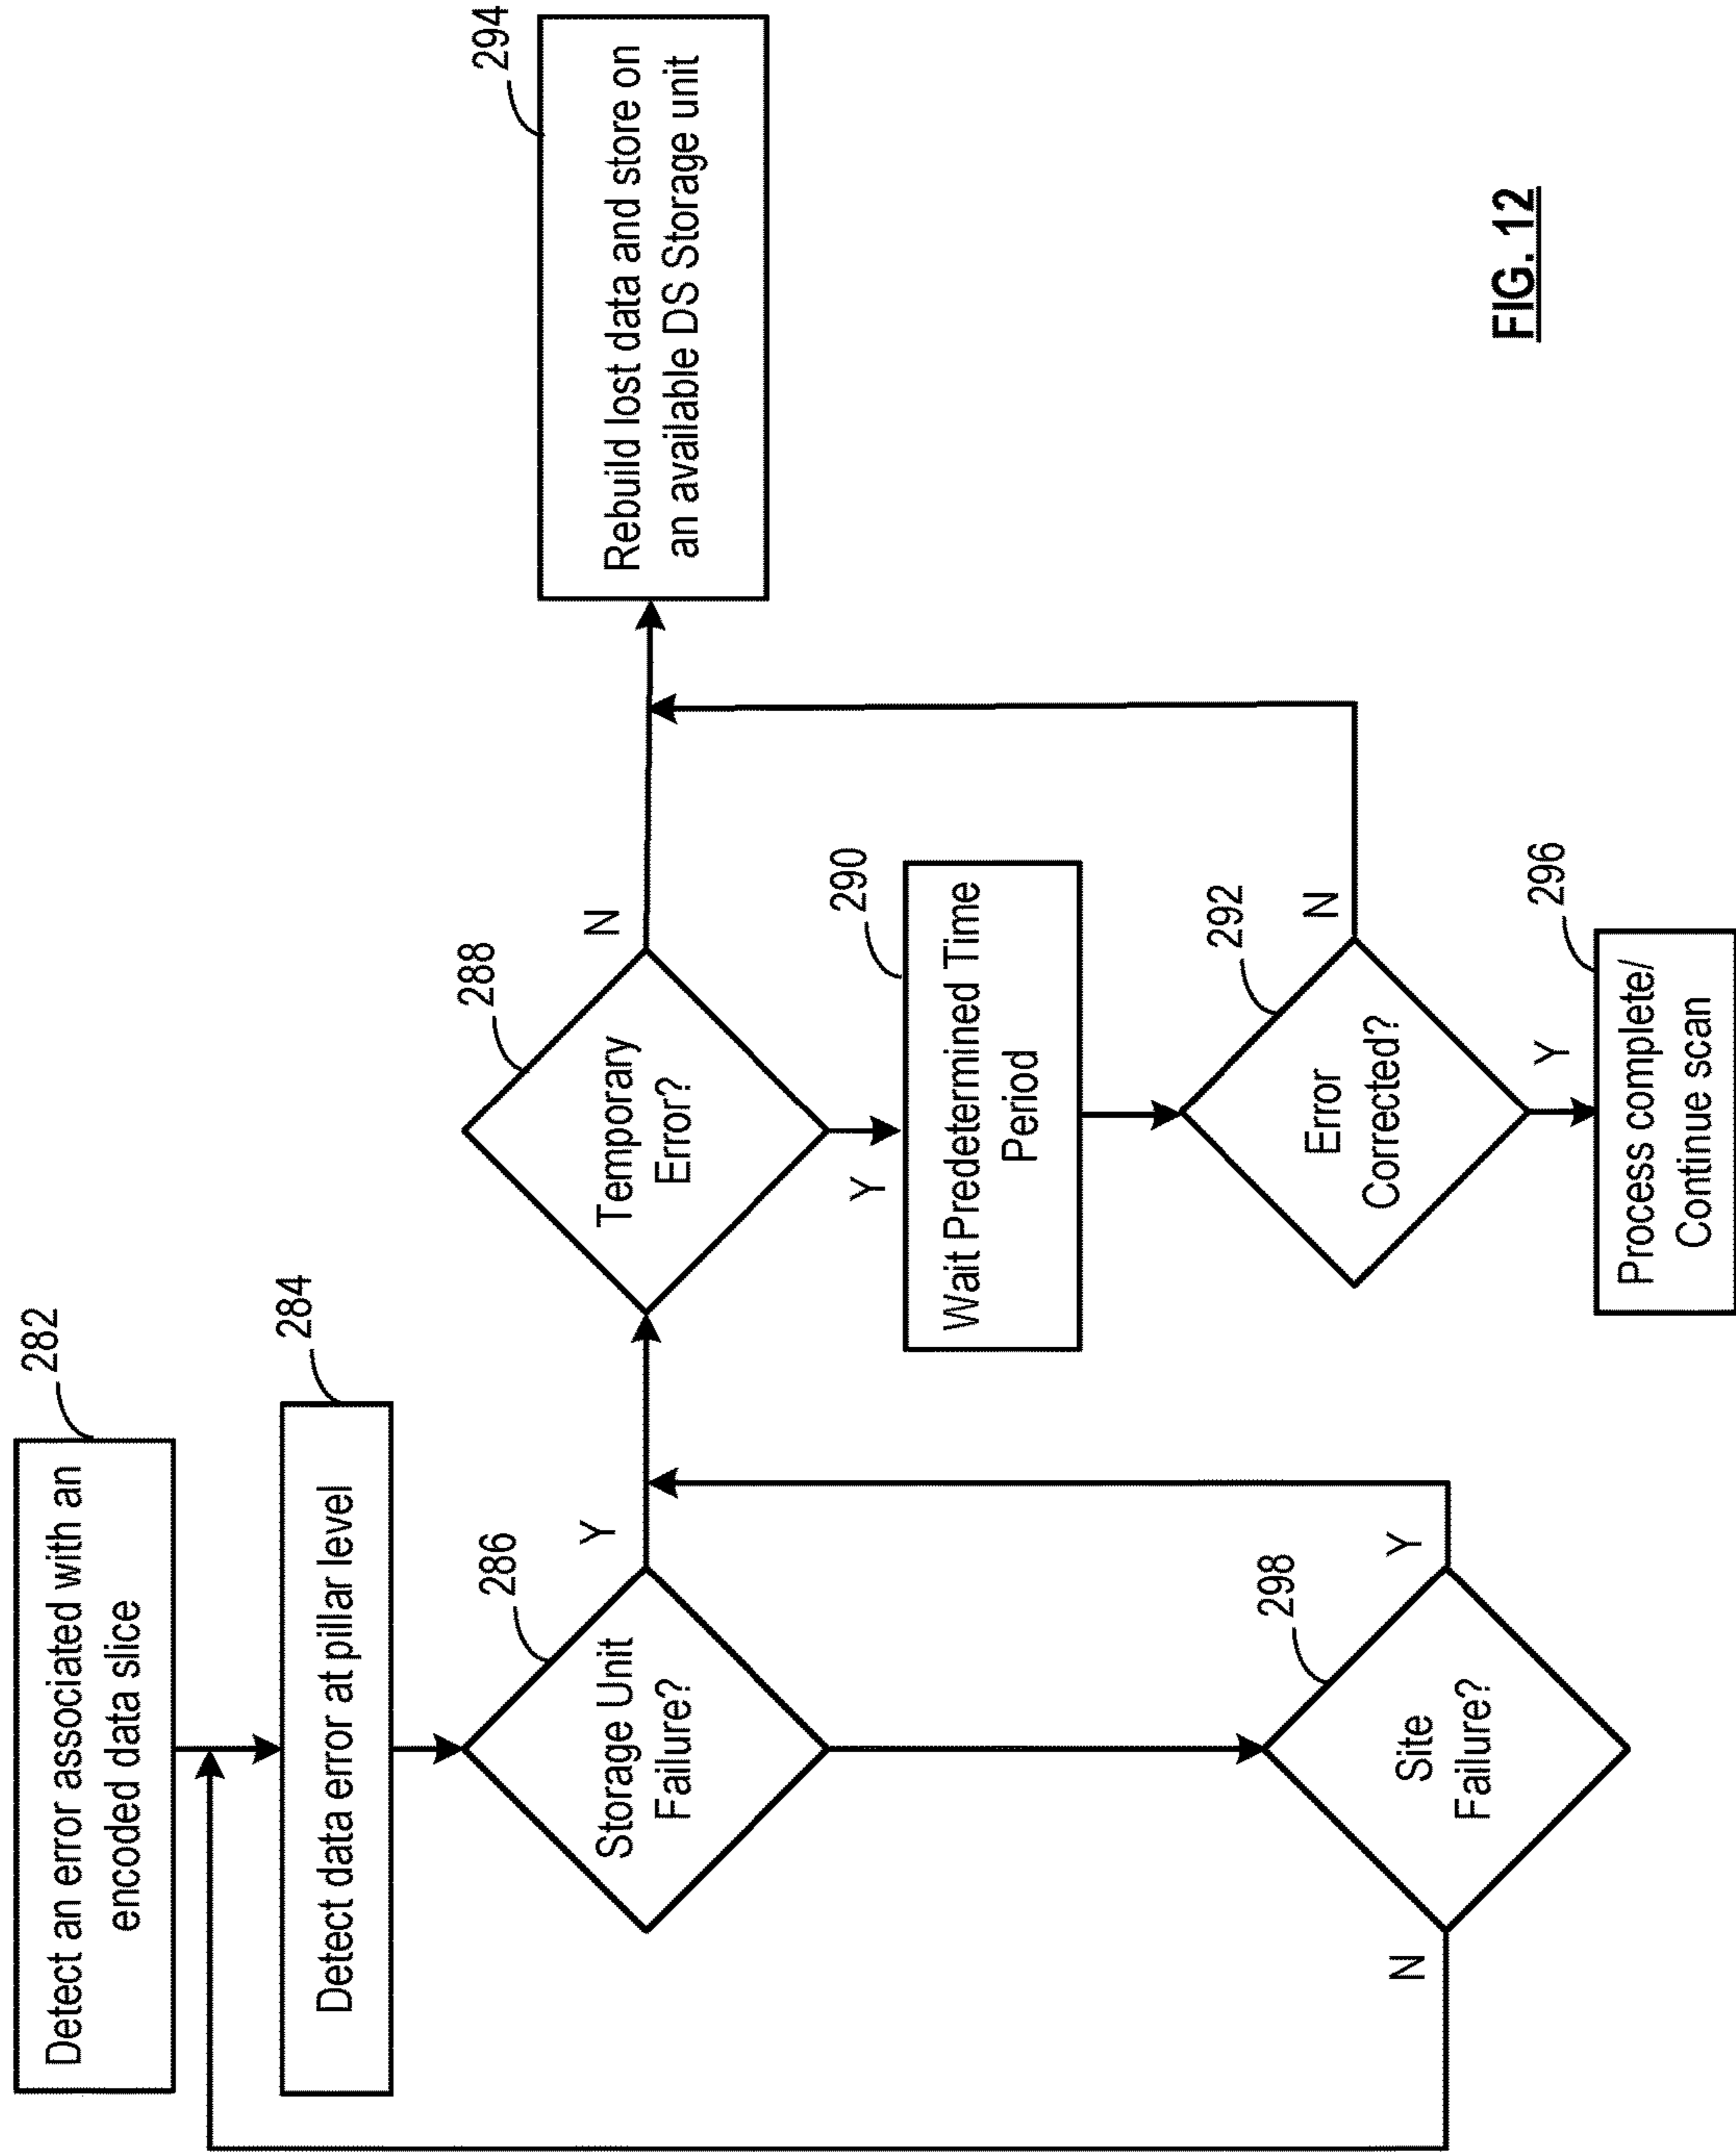 282
Detect an error associated with an
encoded data slice
284
Detect data error at pillar level
286
Storage Unit
Failure?
Y
288
Temporary
Error?
N
294
Rebuild lost data and store on
an available DS Storage unit
Y
290
Wait Predetermined Time
Period
298
Site
Failure?
Y
N
292
Error
Corrected?
N
Y
296
Process complete/
Continue scan
FIG. 12